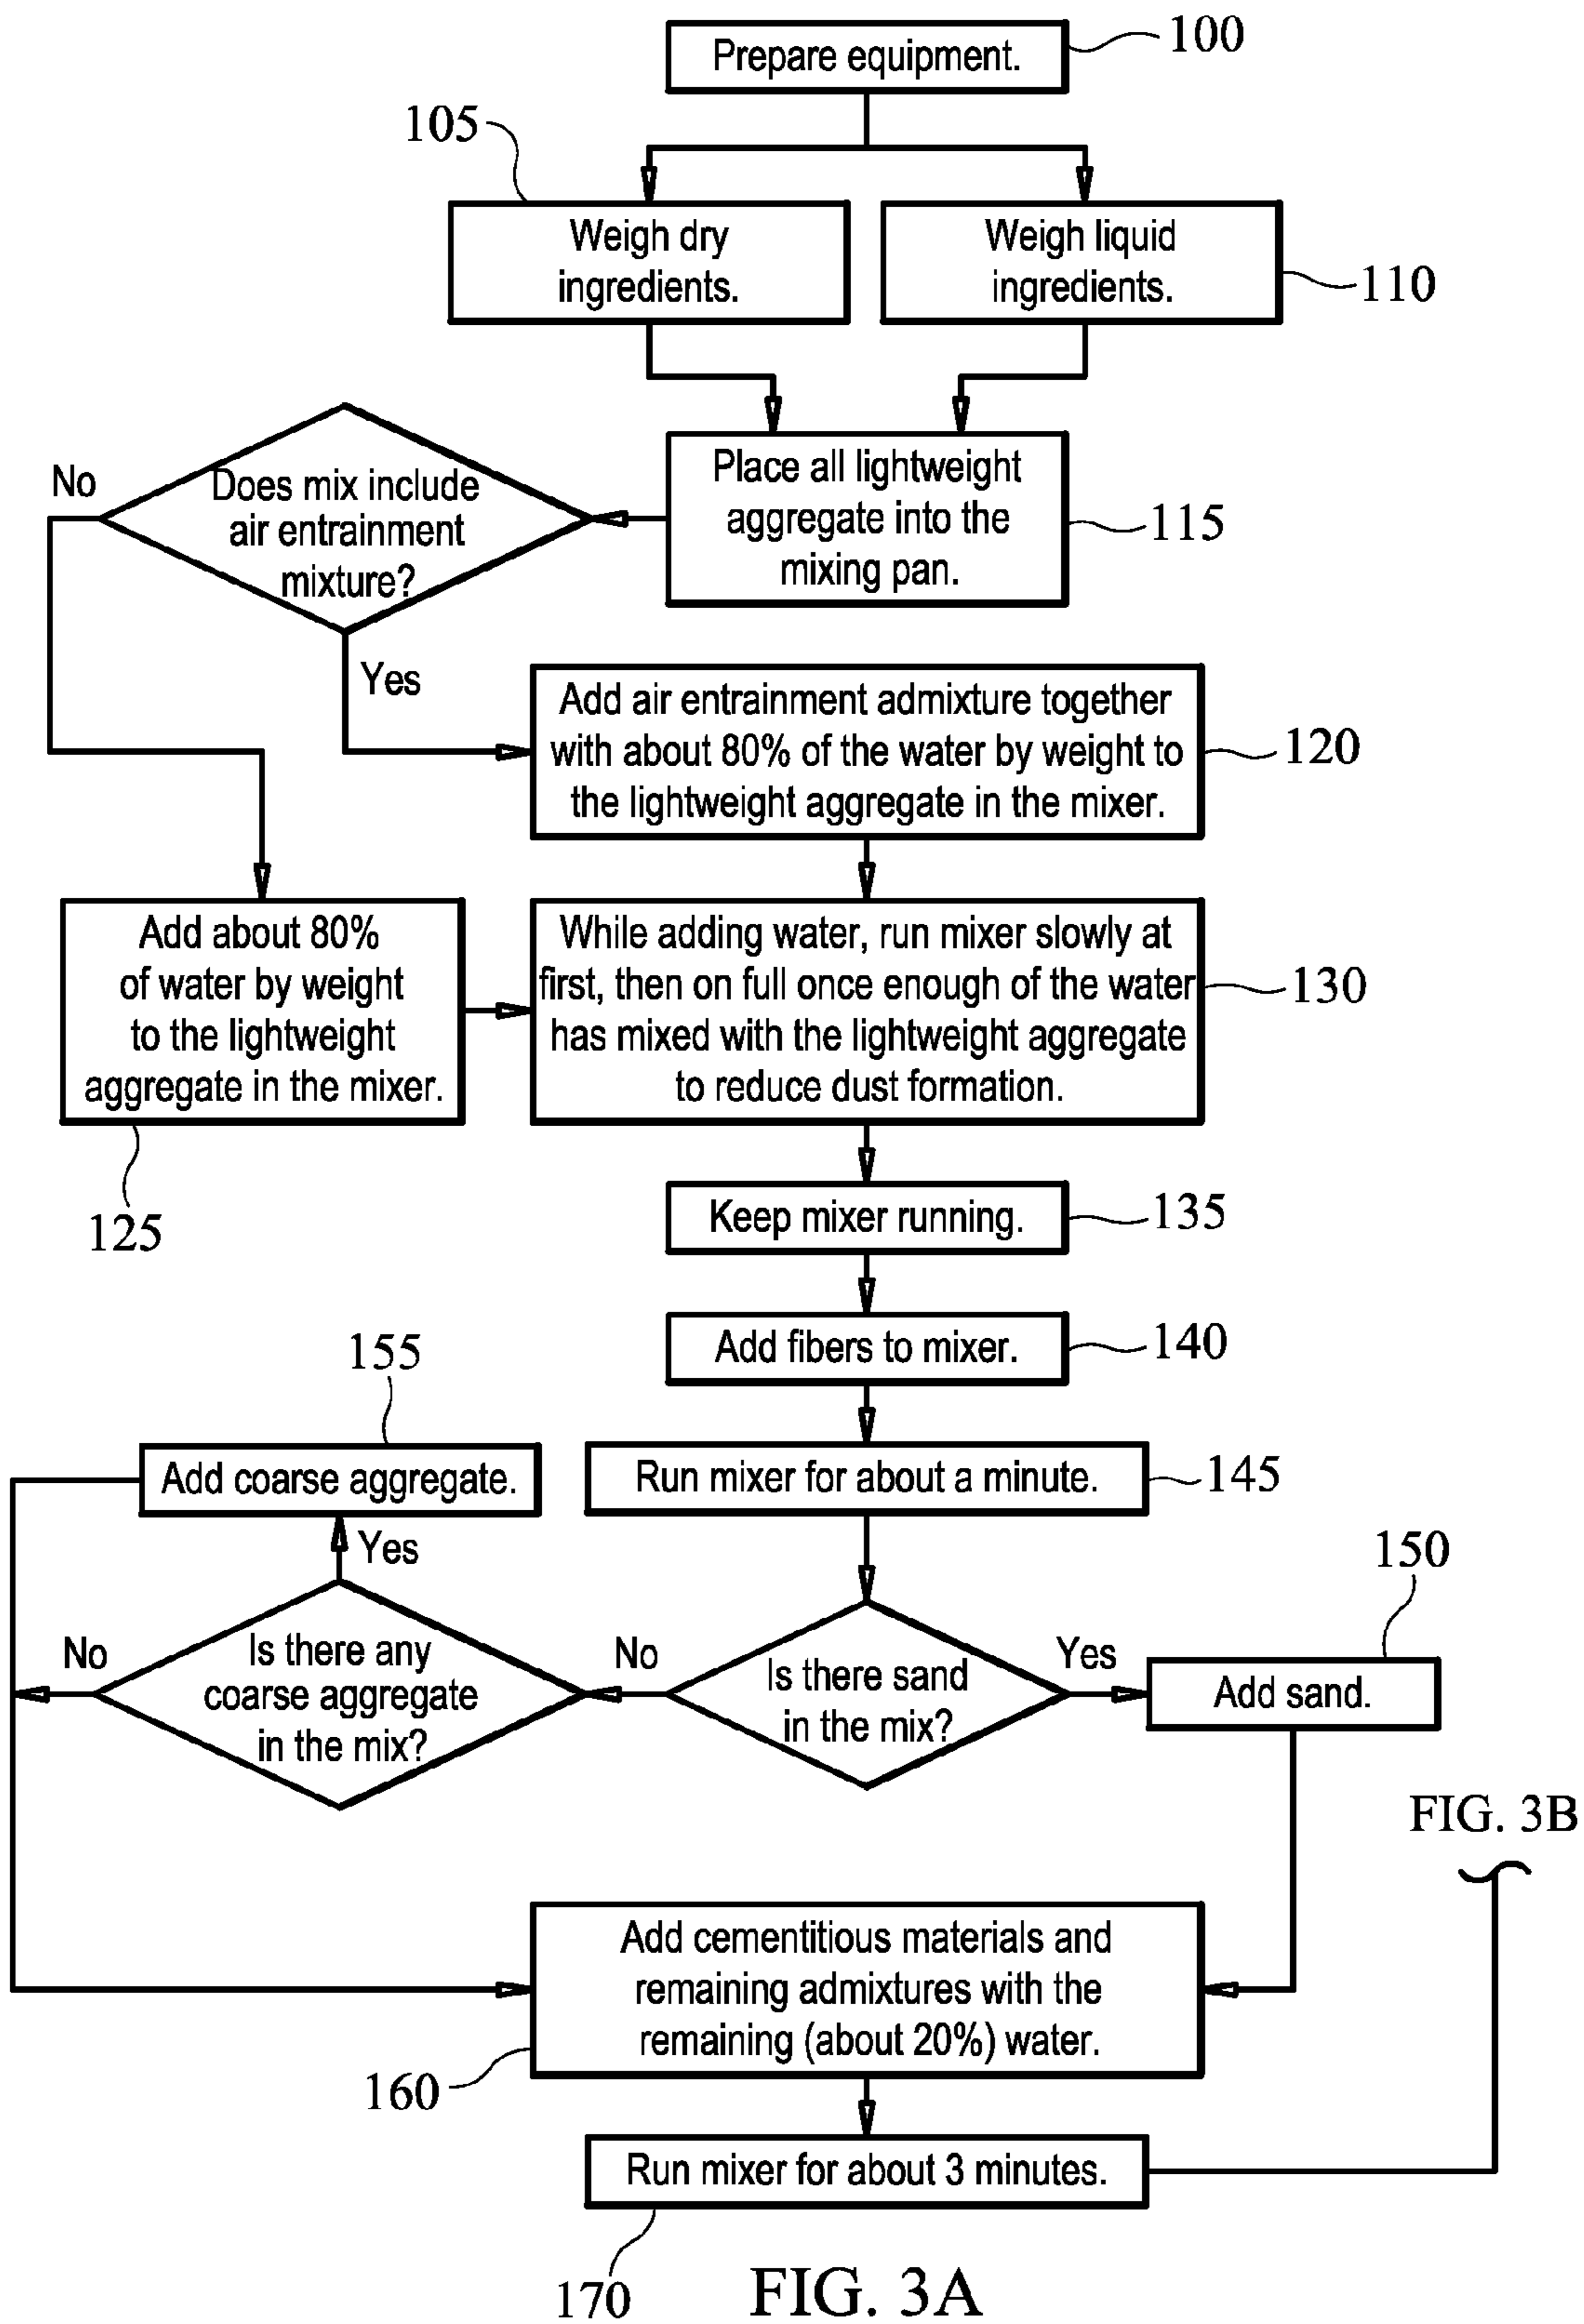 Prepare equipment.
100
105
Weigh dry
ingredients.
Weigh liquid
ingredients.
110
Place all lightweight
aggregate into the
mixing pan.
115
No
Does mix include
air entrainment
mixture?
Yes
Add air entrainment admixture together
with about 80% of the water by weight to
the lightweight aggregate in the mixer.
120
Add about 80%
of water by weight
to the lightweight
aggregate in the mixer.
125
While adding water, run mixer slowly at
first, then on full once enough of the water
has mixed with the lightweight aggregate
to reduce dust formation.
130
Keep mixer running.
135
Add fibers to mixer.
140
155
Add coarse aggregate.
Run mixer for about a minute.
145
Yes
150
No
Is there any
coarse aggregate
in the mix?
No
Is there sand
in the mix?
Yes
Add sand.
FIG. 3B
Add cementitious materials and
remaining admixtures with the
remaining (about 20%) water.
160
Run mixer for about 3 minutes.
170
FIG. 3A